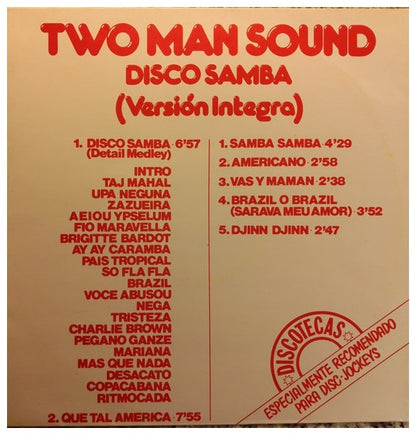 TWO MAN SOUND
DISCO SAMBA
(Versión Integra)
1. DISCO SAMBA · 6'57
(Detail Medley)
INTRO
TAJ MAHAL
UPA NEGUNA
ZAZUEIRA
A E I O U YPSELUM
FIO MARAVELLA
BRIGITTE BARDOT
AY AY CARAMBA
PAIS TROPICAL
SO FLA FLA
BRAZIL
VOCE ABUSOU
NEGA
TRISTEZA
CHARLIE BROWN
PEGANO GANZE
MARIANA
MAS QUE NADA
DESACATO
COPACABANA
RITMOCADA
2. QUE TAL AMERICA · 7'55
1. SAMBA SAMBA · 4'29
2. AMERICANO · 2'58
3. VAS Y MAMAN · 2'38
4. BRAZIL O BRAZIL
(SARAVA MEU AMOR) · 3'52
5. DJINN DJINN · 2'47
DISCOTECAS
ESPECIALMENTE RECOMENDADO
PARA DISC-JOCKEYS